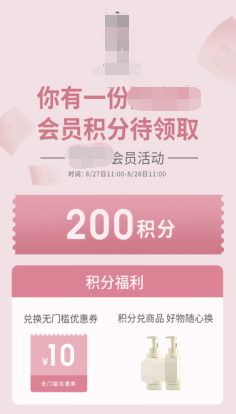 你有一份
会员积分待领取
会员活动
时间：8/27日11:00-8/28日11:00
200积分
积分福利
兑换无门槛优惠券
积分兑商品 好物随心换
¥10
无门槛优惠券